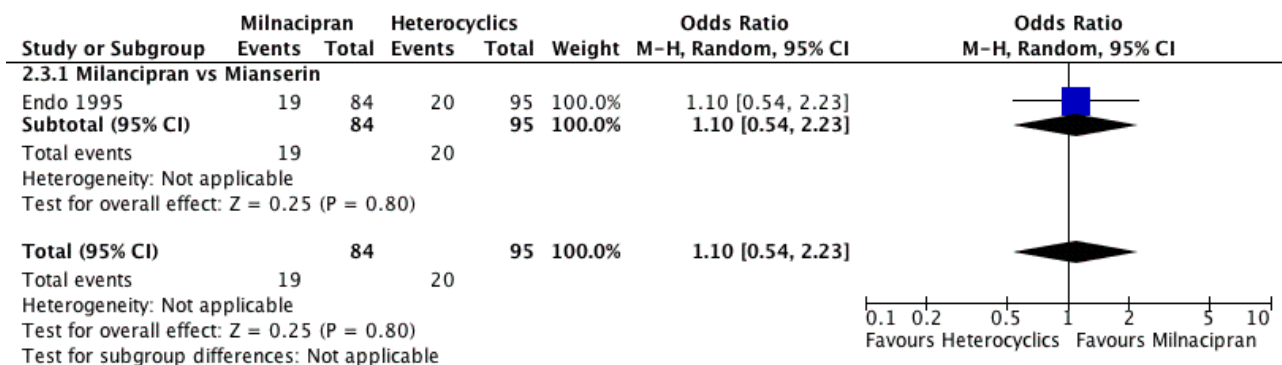 Milnacipran Heterocyclics Odds Ratio Odds Ratio
Study or Subgroup Events Total Events Total Weight M-H, Random, 95% CI M-H, Random, 95% CI
2.3.1 Milancipran vs Mianserin
Endo 1995 19 84 20 95 100.0% 1.10 [0.54, 2.23]
Subtotal (95% CI) 84 95 100.0% 1.10 [0.54, 2.23]
Total events 19 20
Heterogeneity: Not applicable
Test for overall effect: Z = 0.25 (P = 0.80)
Total (95% CI) 84 95 100.0% 1.10 [0.54, 2.23]
Total events 19 20
Heterogeneity: Not applicable
Test for overall effect: Z = 0.25 (P = 0.80)
Test for subgroup differences: Not applicable
0.1 0.2 0.5 1 2 5 10
Favours Heterocyclics Favours Milnacipran